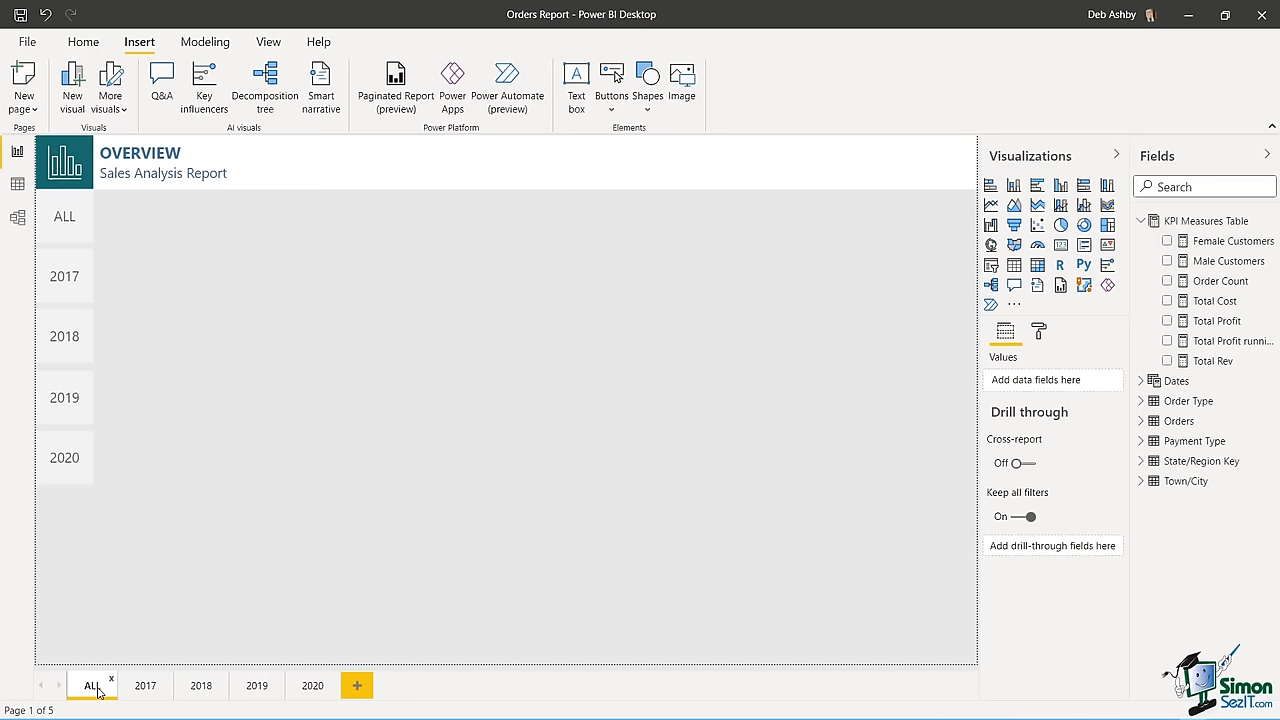 Orders Report - Power BI Desktop
Deb Ashby
File
Home
Insert
Modeling
View
Help
New page
New visual
More visuals
Q&A
Key influencers
Decomposition tree
Smart narrative
Paginated Report (preview)
Power Apps
Power Automate (preview)
Text box
Buttons
Shapes
Image
Pages
Visuals
AI visuals
Power Platform
Elements
OVERVIEW
Sales Analysis Report
ALL
2017
2018
2019
2020
Visualizations
R
Py
...
Values
Add data fields here
Drill through
Cross-report
Off
Keep all filters
On
Add drill-through fields here
Fields
Search
KPI Measures Table
Female Customers
Male Customers
Order Count
Total Cost
Total Profit
Total Profit runni...
Total Rev
Dates
Order Type
Orders
Payment Type
State/Region Key
Town/City
ALL
2017
2018
2019
2020
Page 1 of 5
Simon
SezIT.com